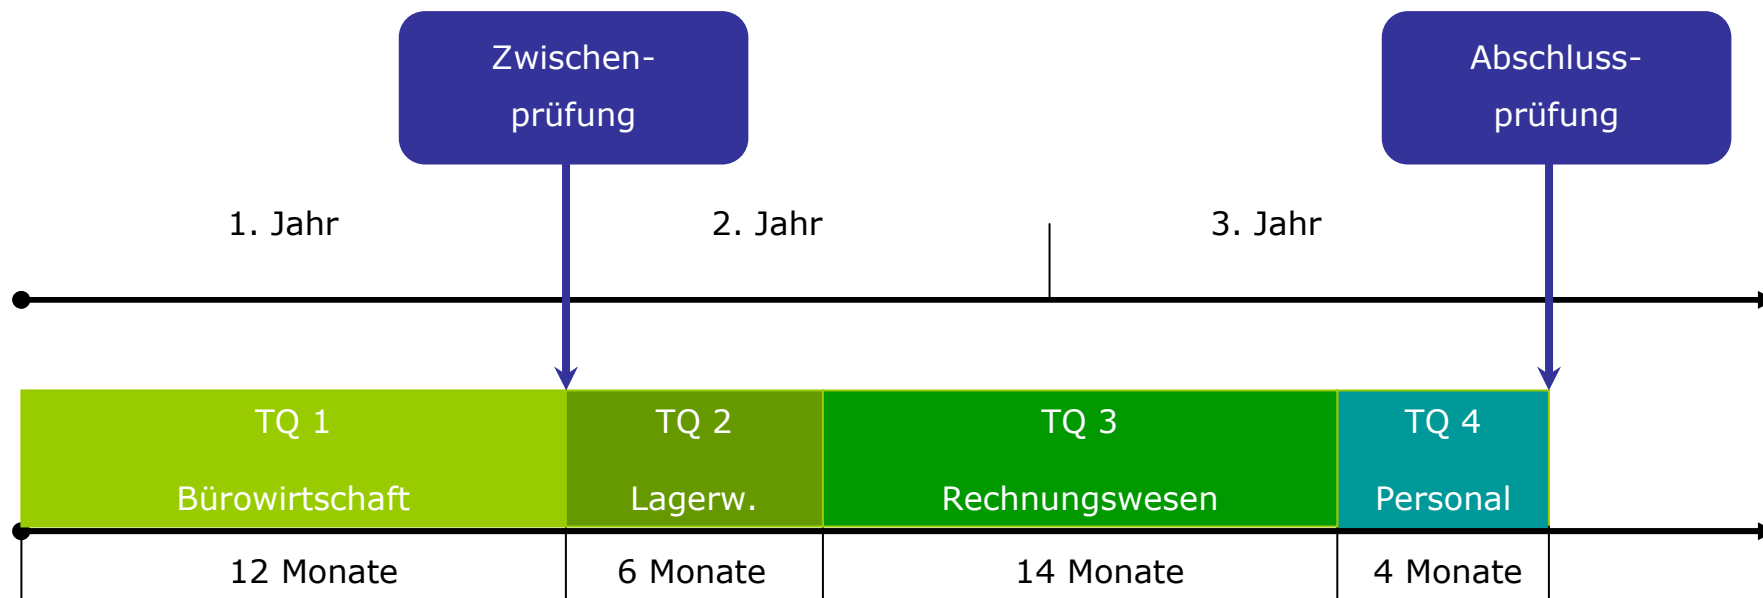 Zwischen-
prüfung
Abschluss-
prüfung
1. Jahr
2. Jahr
3. Jahr
TQ 1
Bürowirtschaft
TQ 2
Lagerw.
TQ 3
Rechnungswesen
TQ 4
Personal
12 Monate
6 Monate
14 Monate
4 Monate